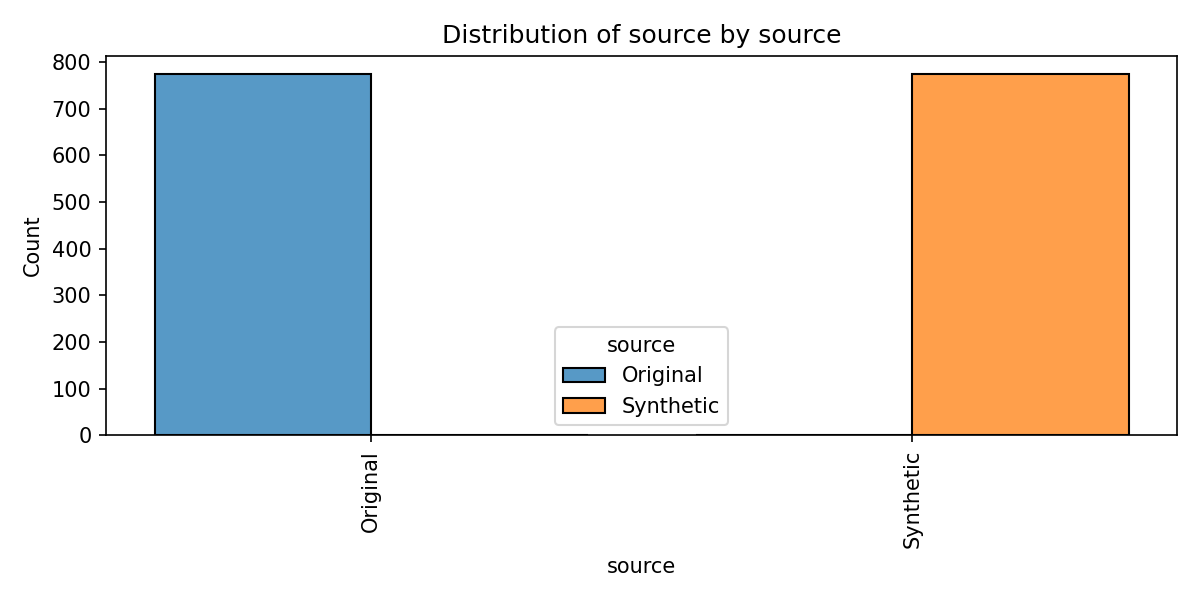 Distribution of source by source
Count
800
700
600
500
400
300
200
100
0
source
Original
Synthetic
Original
Synthetic
source